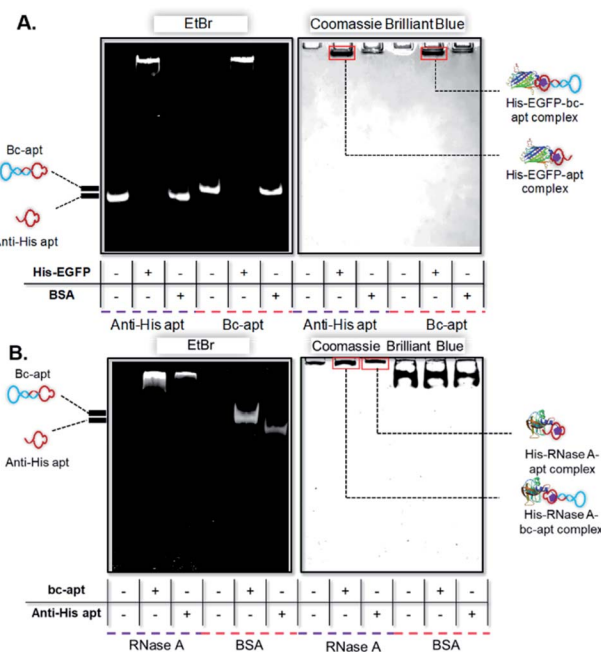 A.
EtBr
Coomassie Brilliant Blue
Bc-apt
Anti-His apt
His-EGFP-bc-
apt complex
His-EGFP-apt
complex
His-EGFP - + - - + - - + - - + -
BSA - - + - - + - - + - - +
Anti-His apt Bc-apt Anti-His apt Bc-apt
B.
EtBr
Coomassie Brilliant Blue
Bc-apt
Anti-His apt
His-RNase A-
apt complex
His-RNase A-
bc-apt complex
bc-apt - + - - + - - + - - + -
Anti-His apt - - + - - + - - + - - +
RNase A BSA RNase A BSA